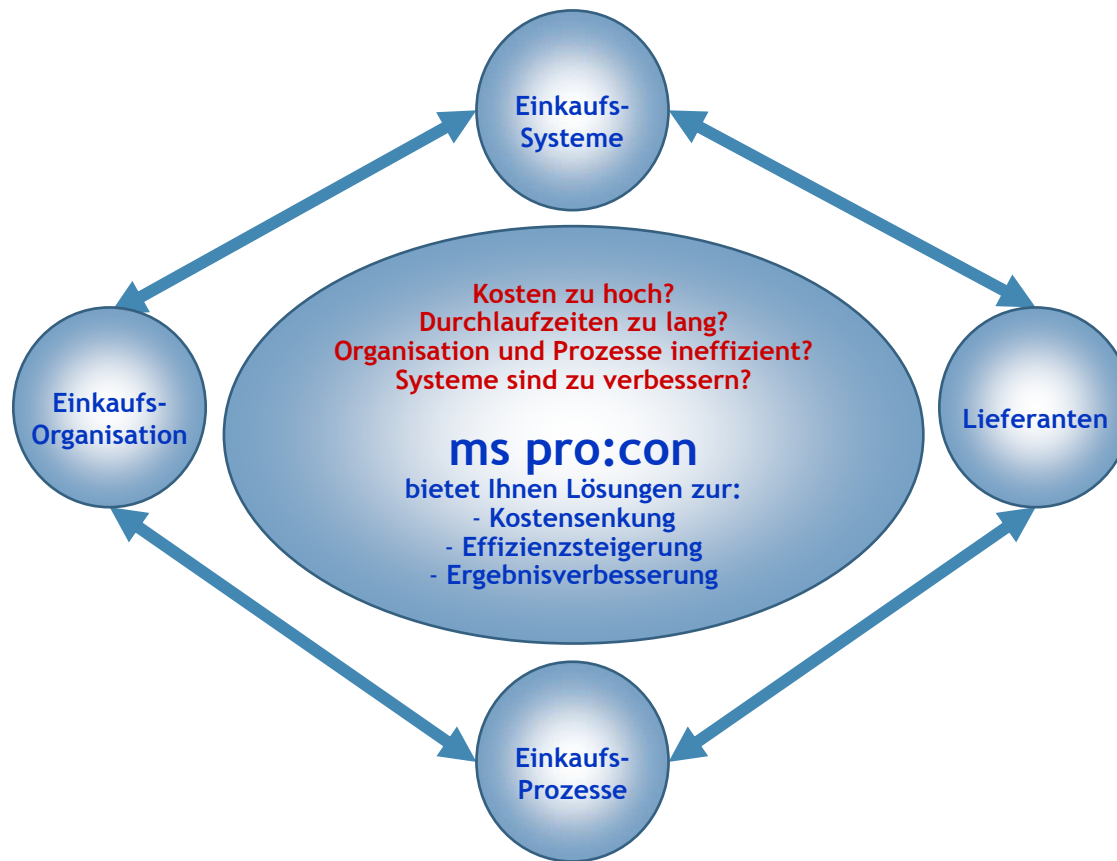 Einkaufs-
Systeme
Kosten zu hoch?
Durchlaufzeiten zu lang?
Organisation und Prozesse ineffizient?
Systeme sind zu verbessern?
Einkaufs-
Organisation
Lieferanten
ms pro:con
bietet Ihnen Lösungen zur:
- Kostensenkung
- Effizienzsteigerung
- Ergebnisverbesserung
Einkaufs-
Prozesse